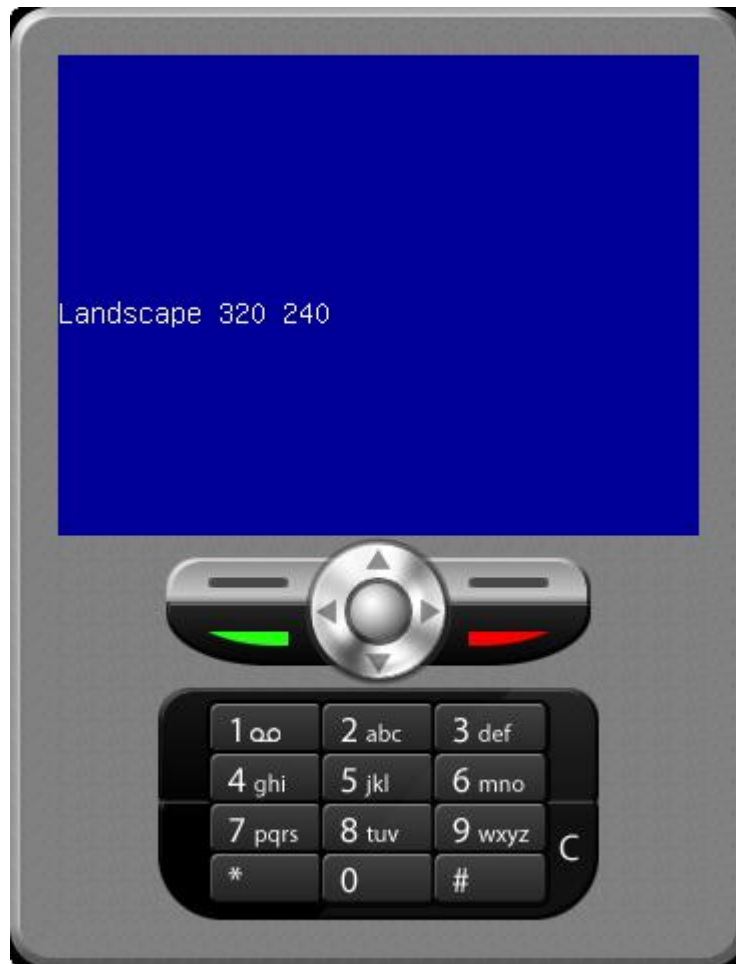 Landscape 320 240
1 2 abc 3 def
4 ghi 5 jkl 6 mno
7 pqrs 8 tuv 9 wxyz
C
* 0 #